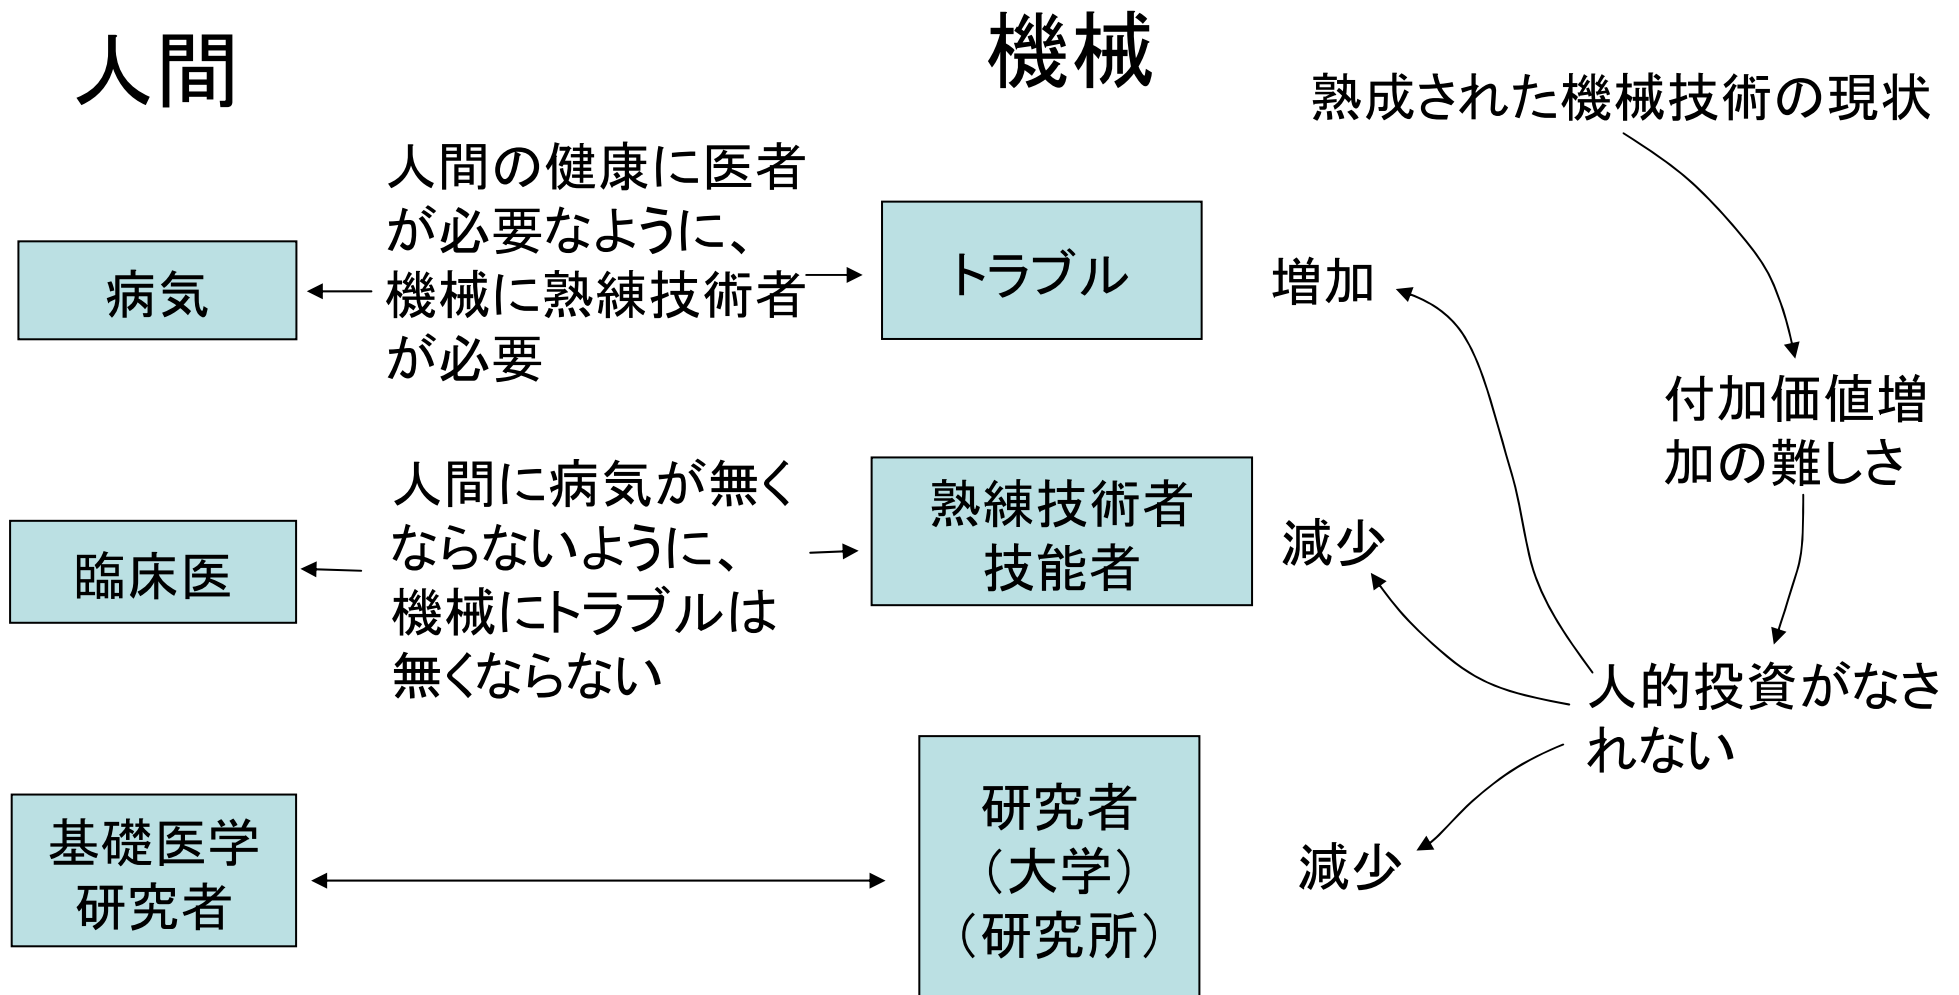 人間
機械
熟成された機械技術の現状
人間の健康に医者
が必要なように、
機械に熟練技術者
が必要
病気
トラブル
増加
付加価値増
加の難しさ
人間に病気が無く
ならないように、
機械にトラブルは
無くならない
臨床医
熟練技術者
技能者
減少
人的投資がなさ
れない
基礎医学
研究者
研究者
（大学）
（研究所）
減少